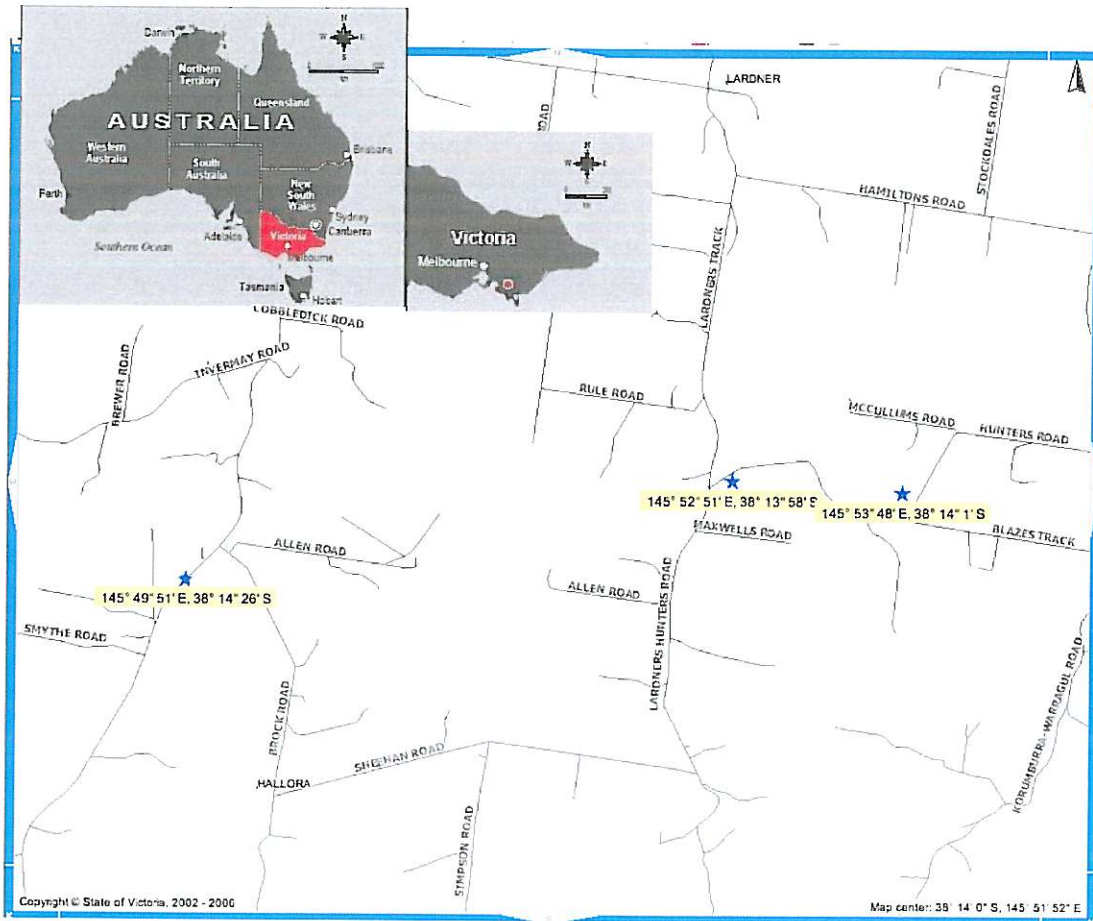 Darwin
N
W E
S
Northern
Territory
Queensland
AUSTRALIA
Western
Australia
South
Australia
Brisbane
New
South
Wales
Perth
Sydney
Canberra
Adelaide
Southern Ocean
Victoria
Melbourne
Tasmania
Hobart
N
W E
S
Victoria
Melbourne
LARDNER
ROAD
STOCKDALES ROAD
HAMILTONS ROAD
LARDNERS TRACK
COBBLEDICK ROAD
INVERMAY ROAD
BREWER ROAD
RULE ROAD
MCCULLUMS ROAD
HUNTERS ROAD
145° 52" 51' E, 38° 13" 58' S
145° 53" 48' E, 38° 14" 1' S
MAXWELLS ROAD
BLAZES TRACK
ALLEN ROAD
ALLEN ROAD
145° 49" 51' E, 38° 14" 26' S
SMYTHE ROAD
LARDNERS HUNTERS ROAD
BROCK ROAD
SHEEHAN ROAD
HALLORA
SIMPSON ROAD
KORUMBURRA-WARRAGUL ROAD
Copyright © State of Victoria, 2002 - 2006
Map center: 38° 14' 0" S, 145° 51' 52" E